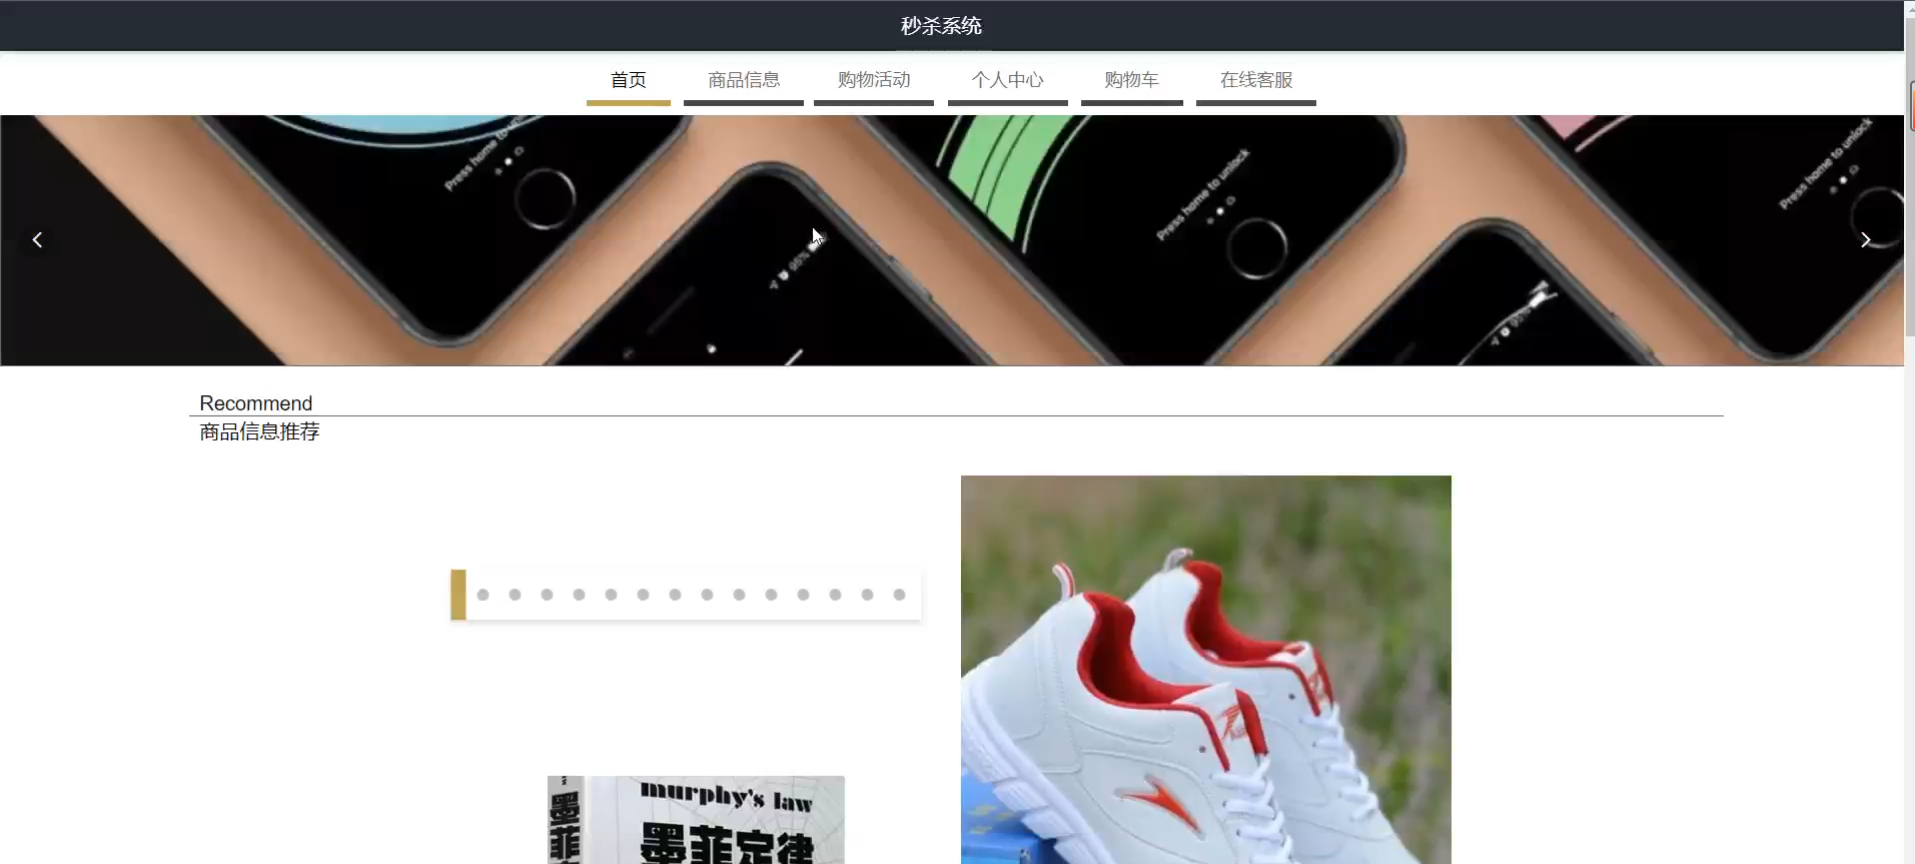 秒杀系统
首页 商品信息 购物活动 个人中心 购物车 在线客服
Press home to unlock
Press home to unlock
Press home to unlock
95%
95%
Recommend
商品信息推荐
murphy's law
墨菲定律
墨菲